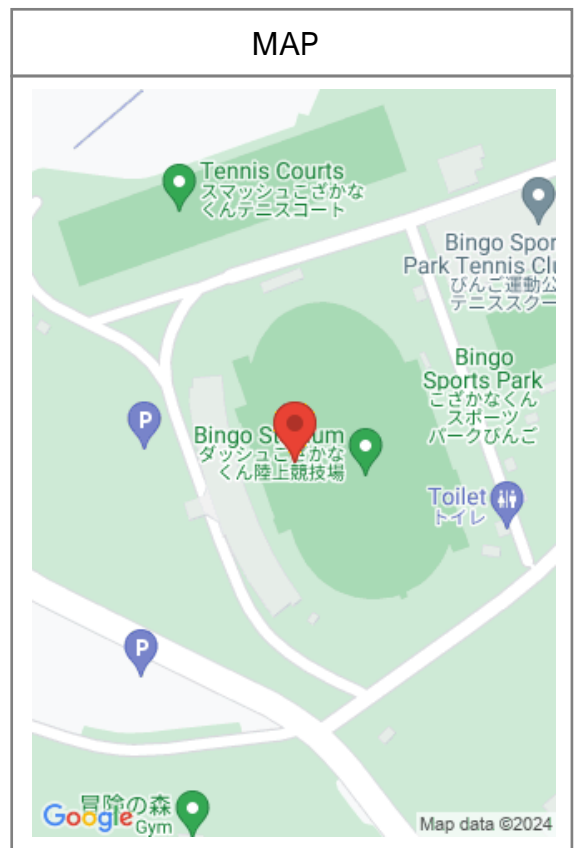 MAP
Tennis Courts
スマッシュこざかな
くんテニスコート
Bingo Spor
Park Tennis Clu
びんご運動公
テニススクー
Bingo
Sports Park
こざかなくん
スポーツ
パークびんご
P
Bingo
ダッシュこざかな
くん陸上競技場
Toilet
トイレ
P
冒険の森
Gym
Google
Map data ©2024